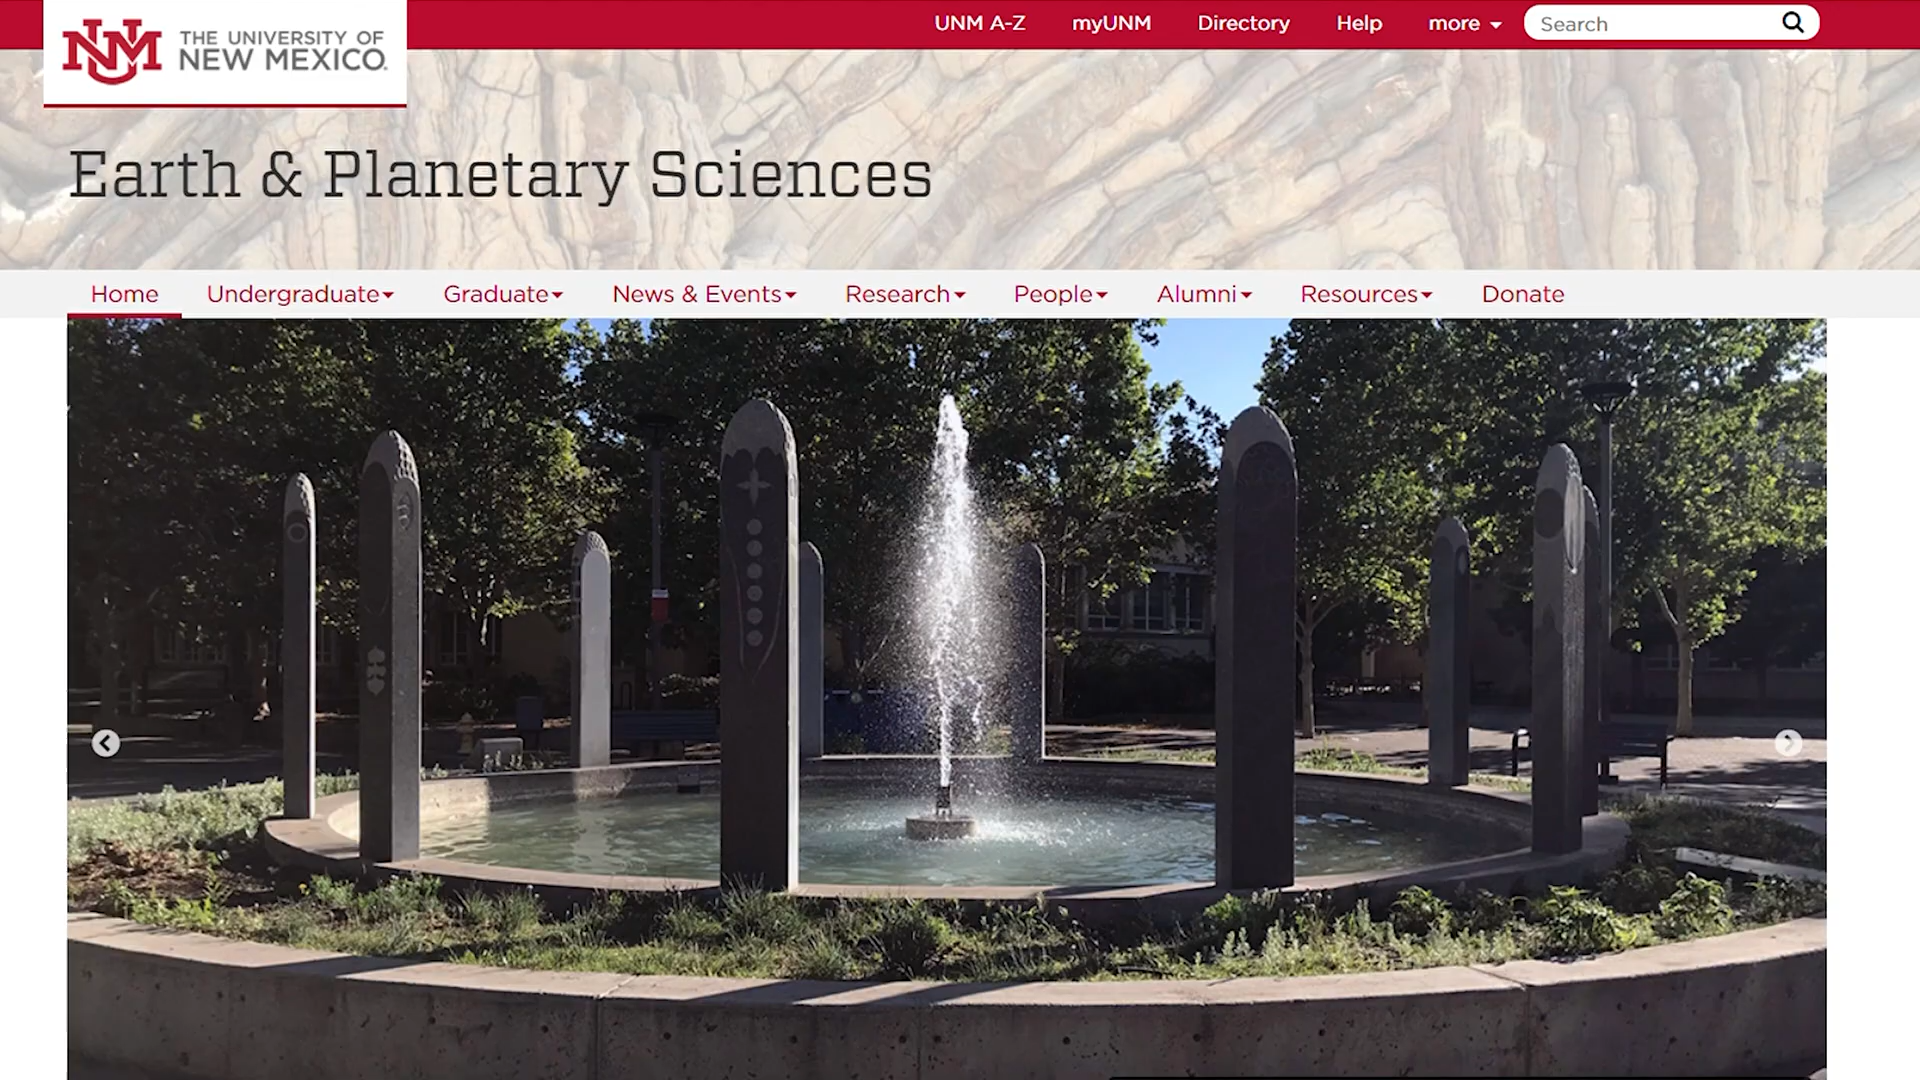 UNM A-Z myUNM Directory Help more Search
UNM THE UNIVERSITY OF
NEW MEXICO.
Earth & Planetary Sciences
Home Undergraduate Graduate News & Events Research People Alumni Resources Donate